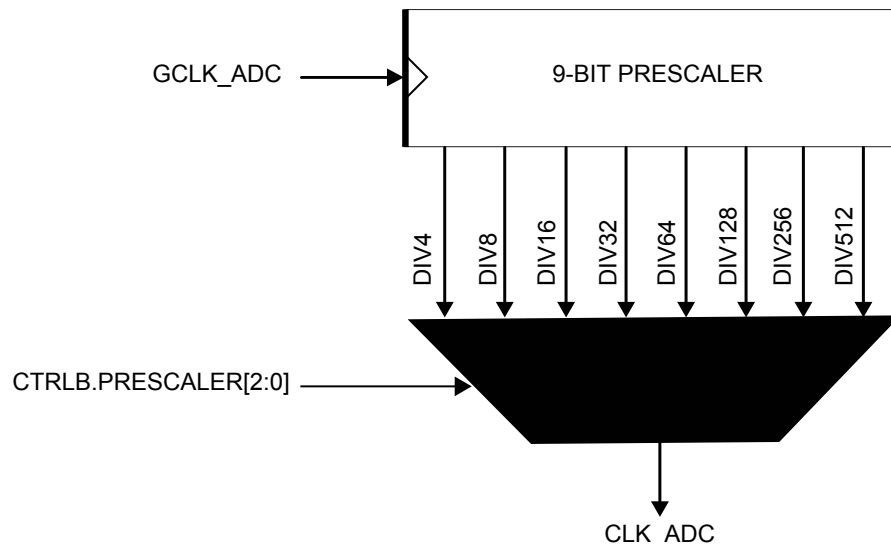 GCLK_ADC
9-BIT PRESCALER
DIV4
DIV8
DIV16
DIV32
DIV64
DIV128
DIV256
DIV512
CTRLB.PRESCALER[2:0]
CLK_ADC